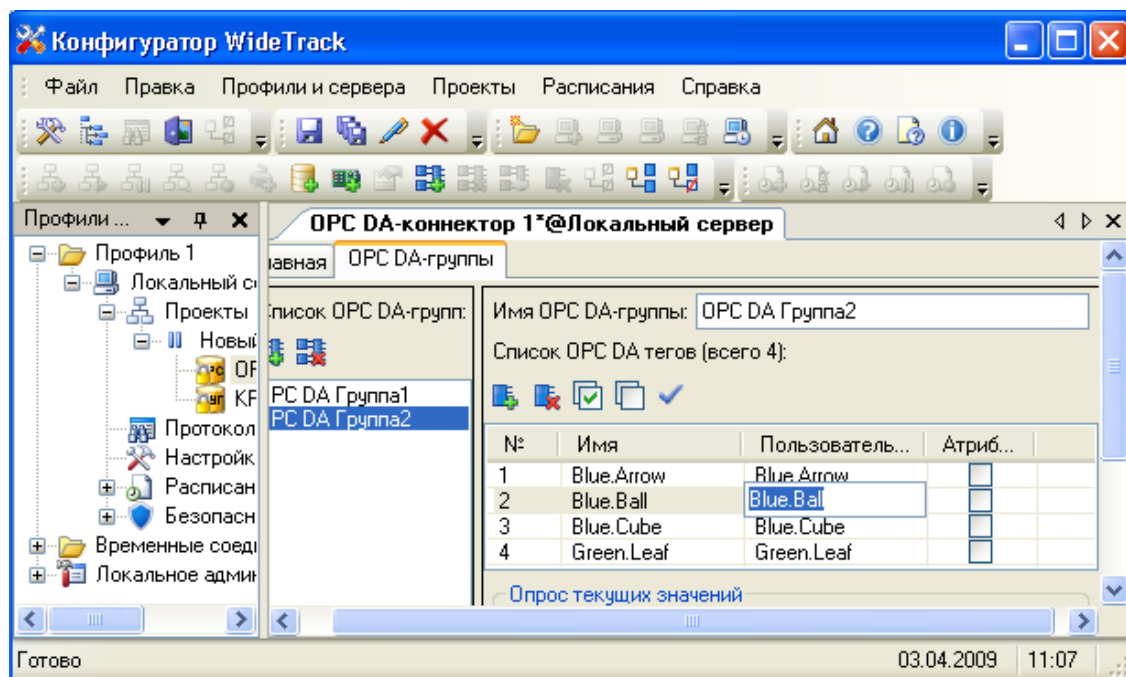 Конфигуратор WideTrack
Файл Правка Профили и сервера Проекты Расписания Справка
Профили ...
OPC DA-коннектор 1*@Локальный сервер
Профиль 1
Локальный с
Проекты
Новый
OP
KP
Протокол
Настройк
Расписан
Безопасн
Временные соед
Локальное админ
лавная OPC DA-группы
писок OPC DA-групп:
PC DA Группа1
PC DA Группа2
Имя OPC DA-группы: OPC DA Группа2
Список OPC DA тегов (всего 4):
№ Имя Пользователь... Атриб...
1 Blue.Arrow Blue.Arrow
2 Blue.Ball Blue.Ball
3 Blue.Cube Blue.Cube
4 Green.Leaf Green.Leaf
Опрос текущих значений
Готово 03.04.2009 11:07